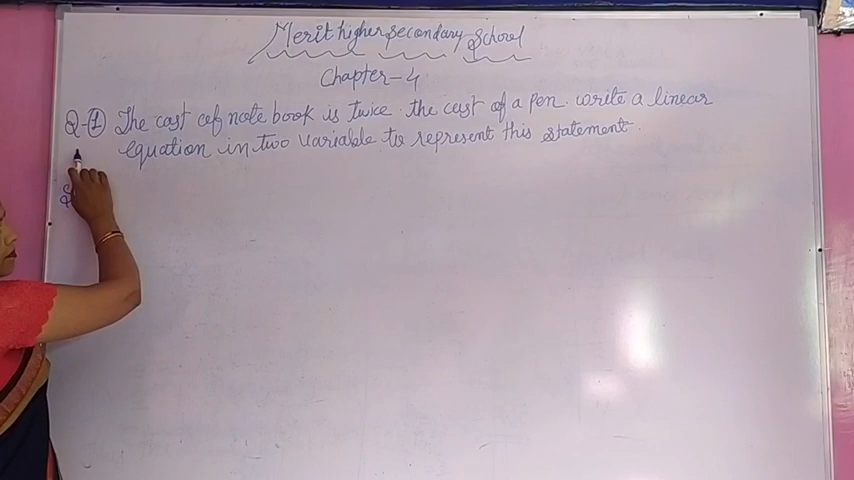 Merit higher secondary School
Chapter-4
Q-1 The cost of note book is twice the cost of a pen. write a linear
equation in two variable to represent this statement.